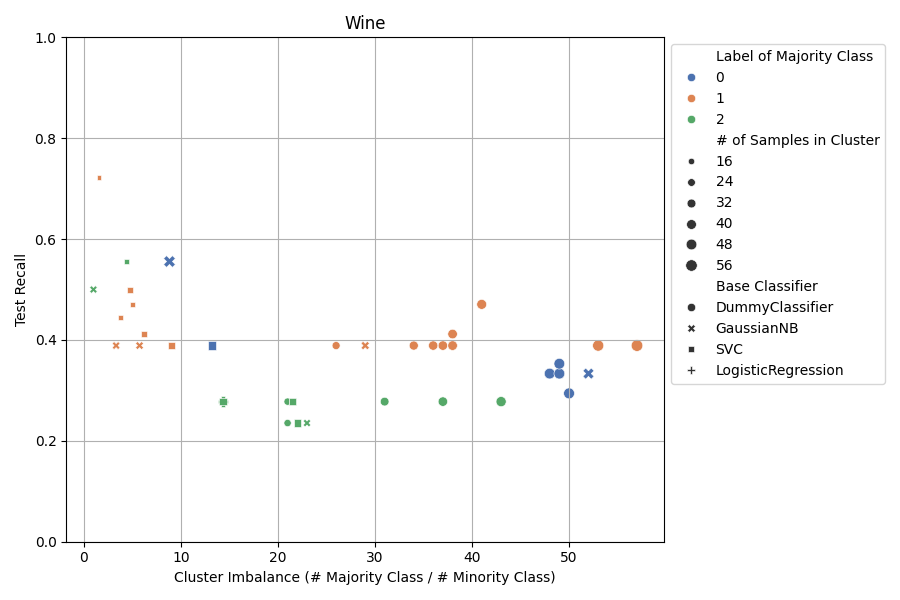 Wine
1.0
0.8
0.6
0.4
0.2
0.0
Test Recall
0
10
20
30
40
50
Cluster Imbalance (# Majority Class / # Minority Class)
Label of Majority Class
0
1
2
# of Samples in Cluster
16
24
32
40
48
56
Base Classifier
DummyClassifier
GaussianNB
SVC
LogisticRegression